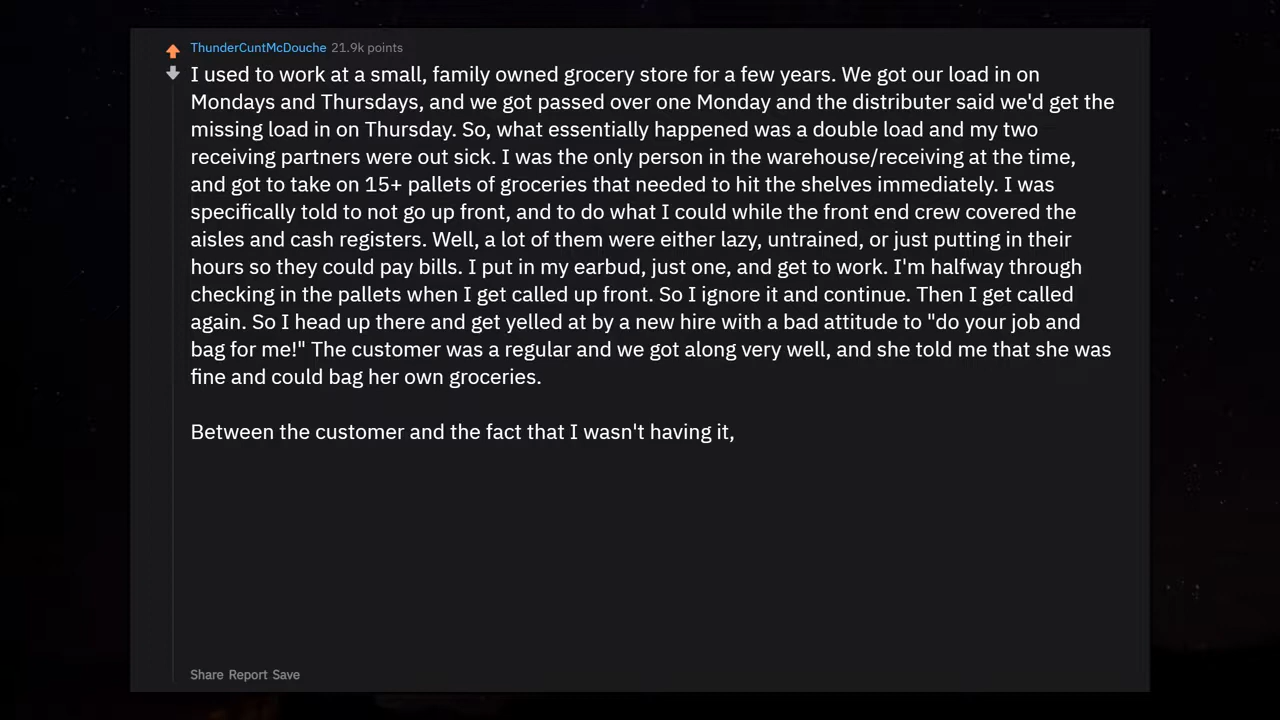 ThunderCuntMcDouche 21.9k points
I used to work at a small, family owned grocery store for a few years. We got our load in on
Mondays and Thursdays, and we got passed over one Monday and the distributer said we'd get the
missing load in on Thursday. So, what essentially happened was a double load and my two
receiving partners were out sick. I was the only person in the warehouse/receiving at the time,
and got to take on 15+ pallets of groceries that needed to hit the shelves immediately. I was
specifically told to not go up front, and to do what I could while the front end crew covered the
aisles and cash registers. Well, a lot of them were either lazy, untrained, or just putting in their
hours so they could pay bills. I put in my earbud, just one, and get to work. I'm halfway through
checking in the pallets when I get called up front. So I ignore it and continue. Then I get called
again. So I head up there and get yelled at by a new hire with a bad attitude to "do your job and
bag for me!" The customer was a regular and we got along very well, and she told me that she was
fine and could bag her own groceries.
Between the customer and the fact that I wasn't having it,
Share Report Save